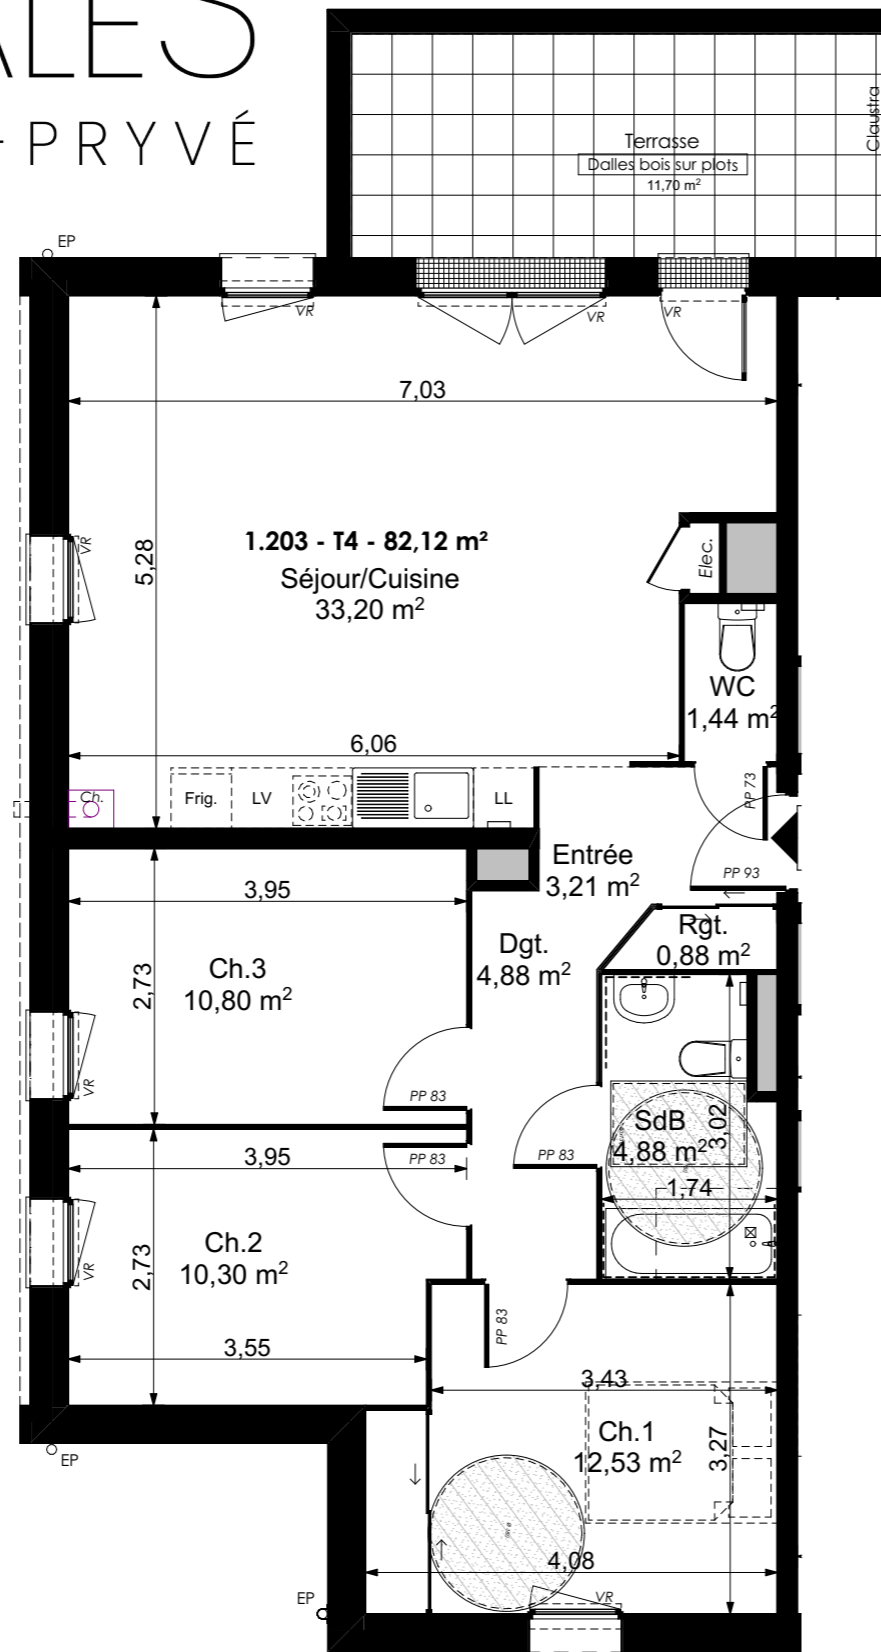 ALES
PRYVÉ
Claustra
Terrasse
Dalles bois sur plots
11,70 m²
EP
VR
VR
VR
7,03
VR
5,28
1.203 - T4 - 82,12 m²
Séjour/Cuisine
33,20 m²
Elec.
WC
1,44 m²
6,06
Ch.
Frig.
LV
LL
PP 73
Entrée
3,21 m²
PP 93
3,95
Rgt.
0,88 m²
Dgt.
4,88 m²
Ch.3
10,80 m²
2,73
VR
PP 83
SdB
4,88 m²
3,02
3,95
PP 83
PP 83
1,74
Ch.2
10,30 m²
2,73
VR
PP 83
3,55
3,43
Ch.1
12,53 m²
3,27
EP
4,08
EP
VR